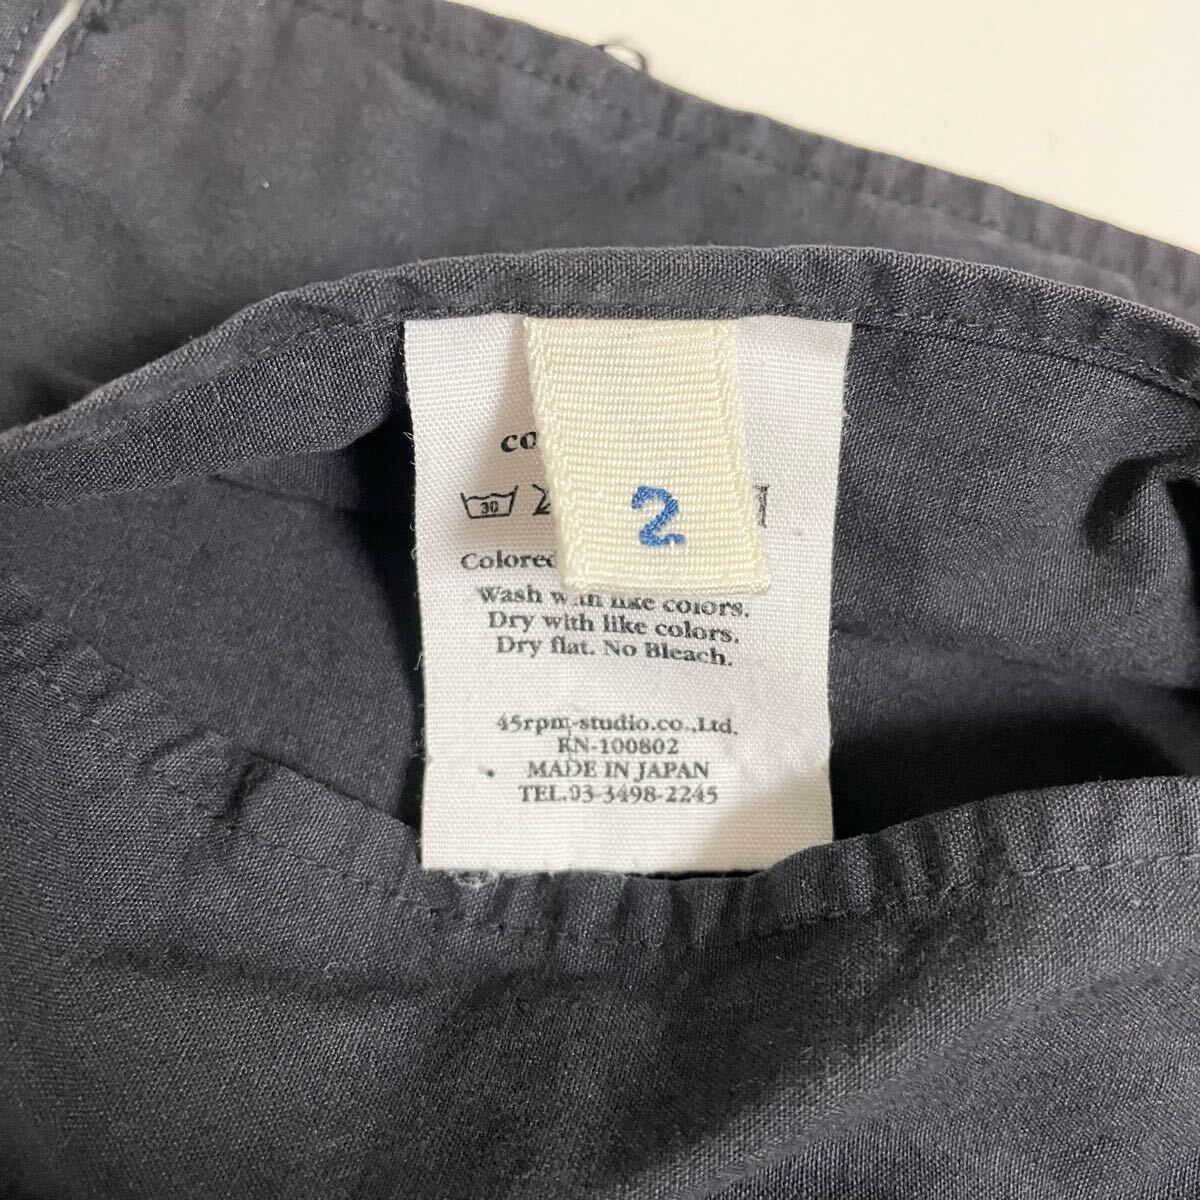 2
30
Wash with like colors.
Dry with like colors.
Dry flat. No Bleach.
45rpm-studio.co.,Ltd.
RN-100802
MADE IN JAPAN
TEL.03-3498-2245